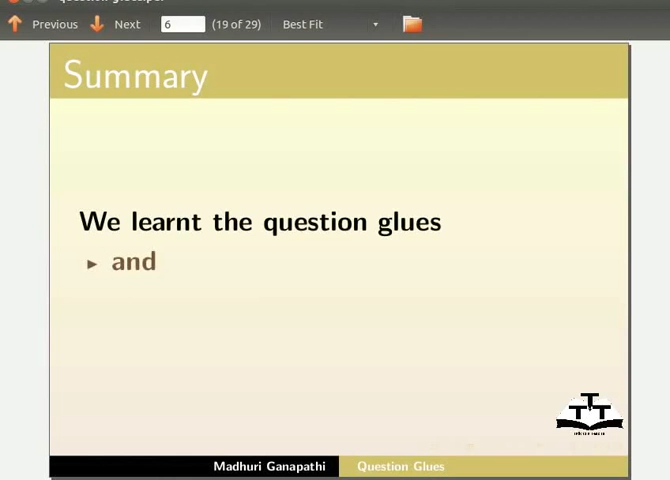 Previous Next 6 (19 of 29) Best Fit
Summary
We learnt the question glues
▸ and
TTT
Madhuri Ganapathi Question Glues